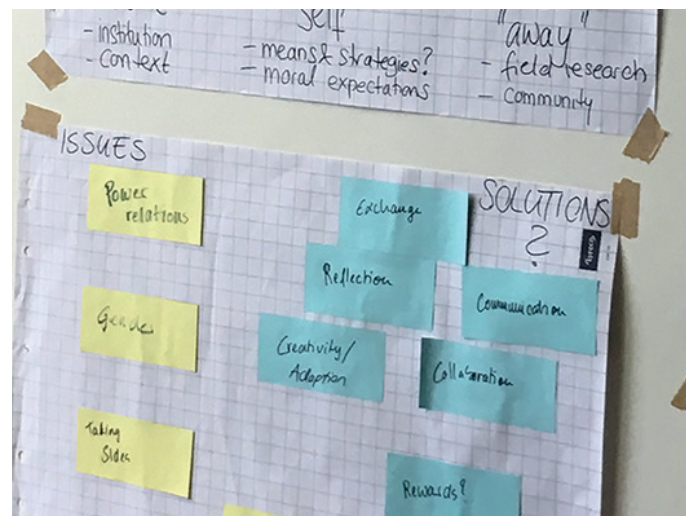 self
"away"
- institution
- context
- means & strategies?
- moral expectations
- field research
- community
ISSUES
SOLUTIONS
?
Power
relations
Gender
Taking
Sides
Exchange
Reflection
Communication
Creativity/
Adaption
Collaboration
Rewards?